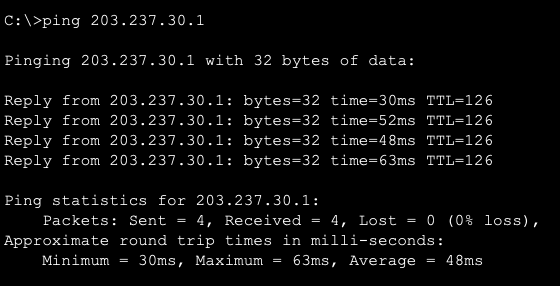 C:\>ping 203.237.30.1
Pinging 203.237.30.1 with 32 bytes of data:
Reply from 203.237.30.1: bytes=32 time=30ms TTL=126
Reply from 203.237.30.1: bytes=32 time=52ms TTL=126
Reply from 203.237.30.1: bytes=32 time=48ms TTL=126
Reply from 203.237.30.1: bytes=32 time=63ms TTL=126
Ping statistics for 203.237.30.1:
    Packets: Sent = 4, Received = 4, Lost = 0 (0% loss),
Approximate round trip times in milli-seconds:
    Minimum = 30ms, Maximum = 63ms, Average = 48ms